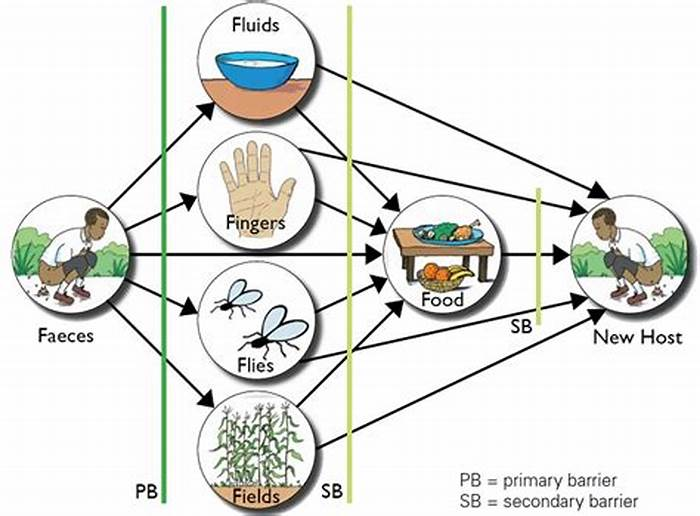 Fluids
Fingers
Faeces
Food
New Host
Flies
Fields
PB
SB
SB
PB = primary barrier
SB = secondary barrier